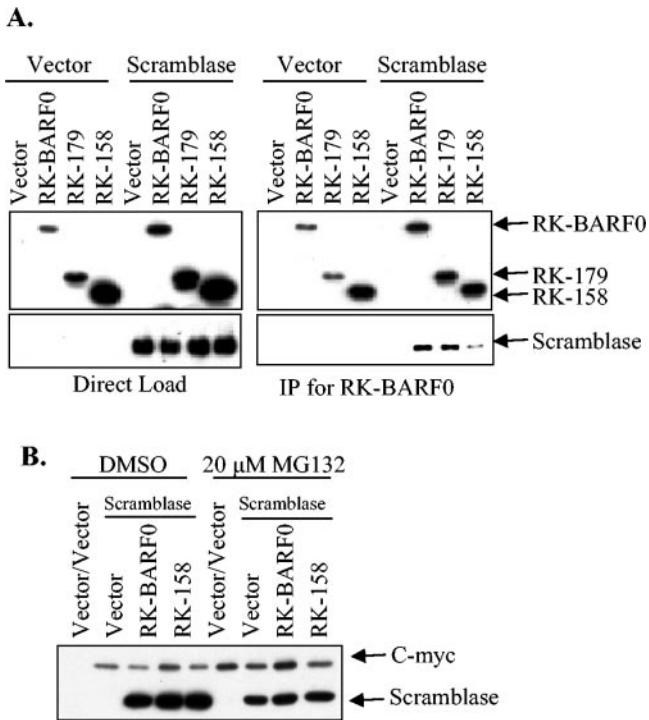 A.
Vector Scramblase Vector Scramblase
Vector RK-BARF0 RK-179 RK-158 Vector RK-BARF0 RK-179 RK-158 Vector RK-BARF0 RK-179 RK-158 Vector RK-BARF0 RK-179 RK-158
RK-BARF0
RK-179
RK-158
Scramblase
Direct Load IP for RK-BARF0
B.
DMSO 20 μM MG132
Scramblase Scramblase
Vector/Vector Vector RK-BARF0 RK-158 Vector/Vector Vector RK-BARF0 RK-158
C-myc
Scramblase